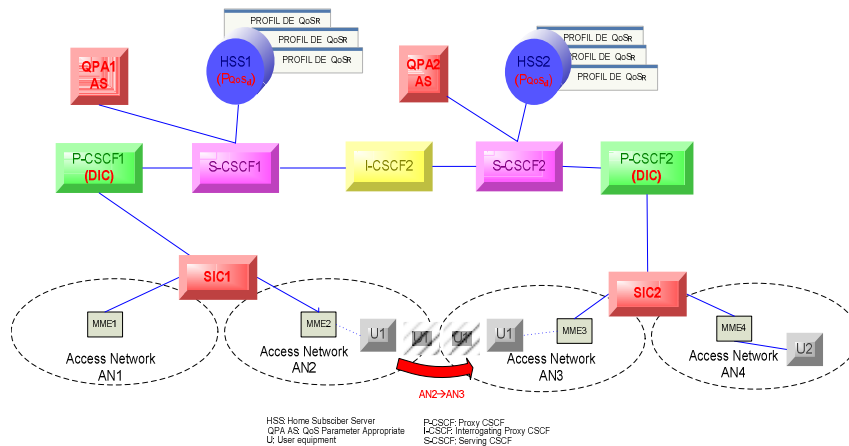 PROFIL DE QoSR
PROFIL DE QoSR
PROFIL DE QoSR
QPA1
AS
HSS1
(PQoSd)
QPA2
AS
HSS2
(PQoSd)
PROFIL DE QoSR
PROFIL DE QoSR
PROFIL DE QoSR
P-CSCF1
(DIC)
S-CSCF1
I-CSCF2
S-CSCF2
P-CSCF2
(DIC)
SIC1
SIC2
MME1
MME2
U1
U1
U1
U1
MME3
MME4
U2
Access Network
AN1
Access Network
AN2
Access Network
AN3
Access Network
AN4
AN2→AN3
HSS: Home Subsciber Server
QPA AS: QoS Parameter Appropriate
U: User equipment
P-CSCF: Proxy CSCF
I-CSCF: Interrogating Proxy CSCF
S-CSCF: Serving CSCF